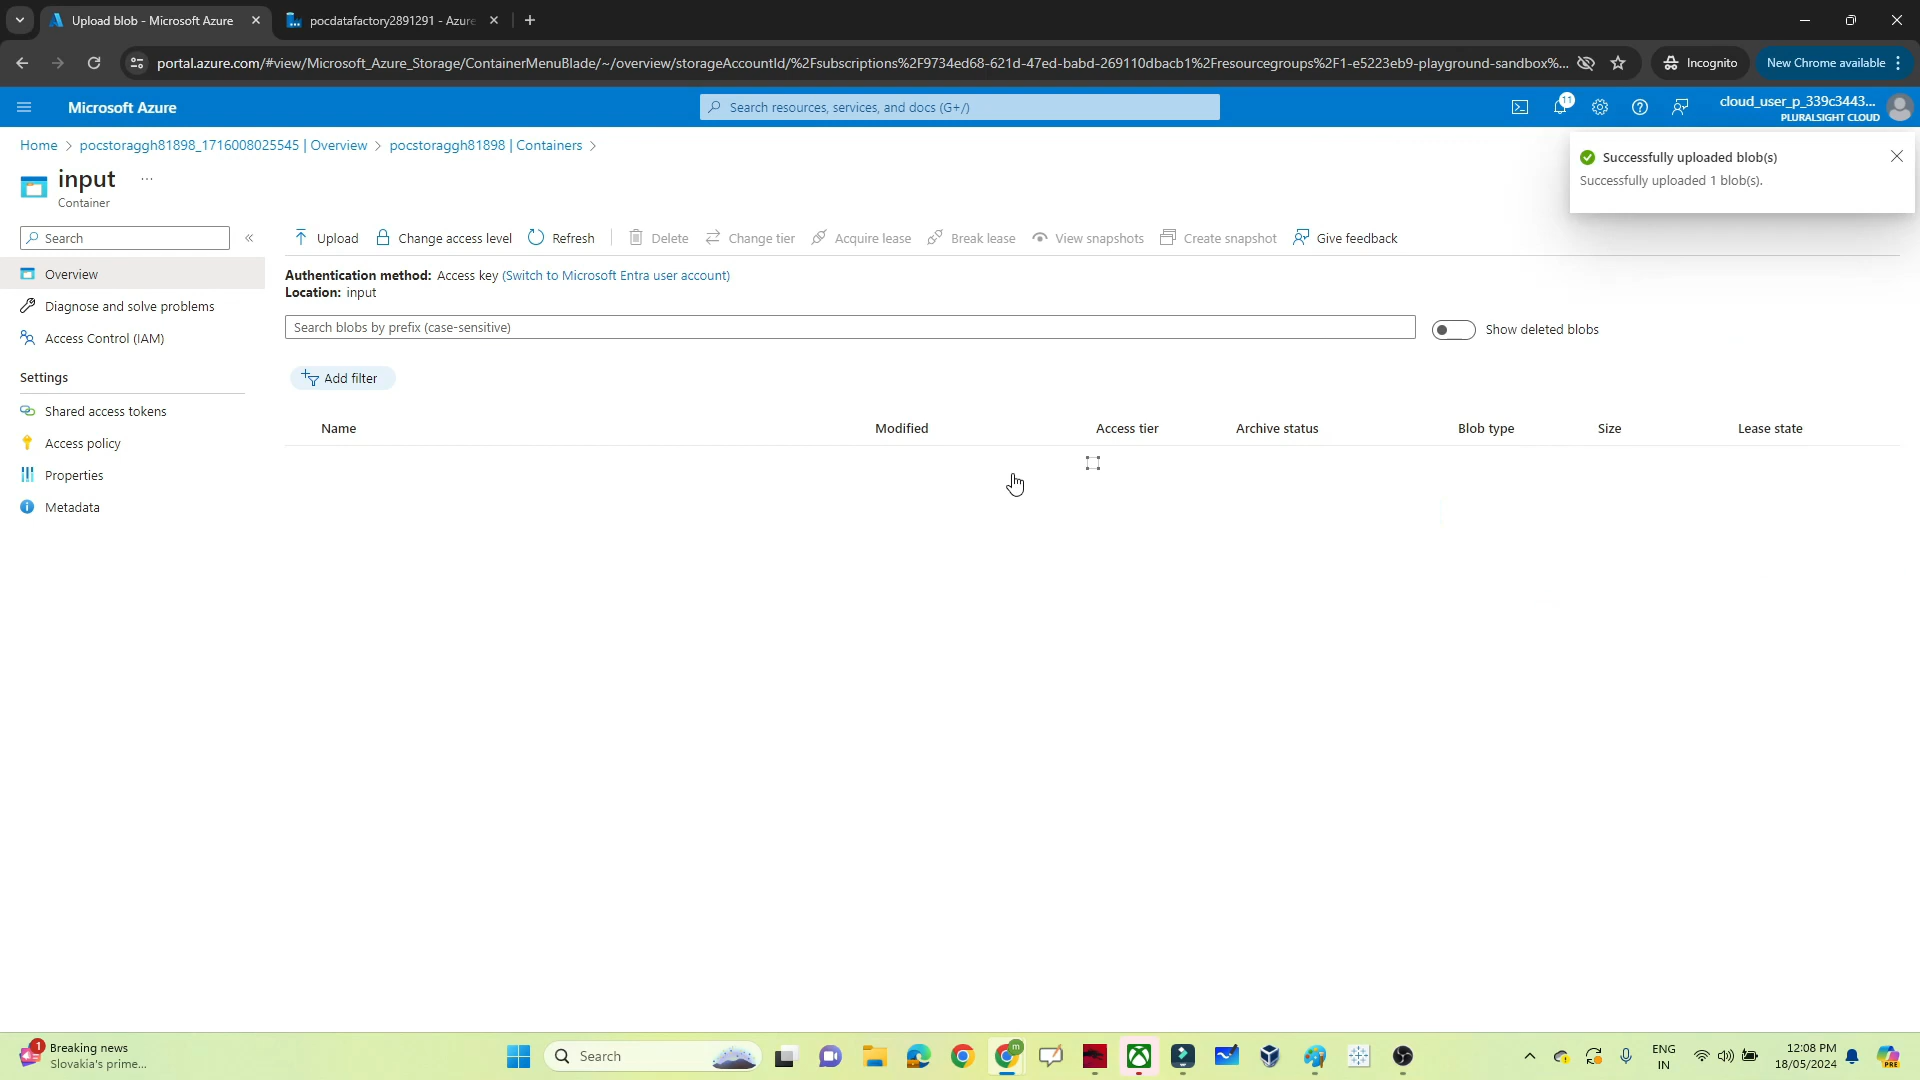 Upload blob - Microsoft Azure
pocdatafactory2891291 - Azure
portal.azure.com/#view/Microsoft_Azure_Storage/ContainerMenuBlade/~/overview/storageAccountId/%2Fsubscriptions%2F9734ed68-621d-47ed-babd-269110dbacb1%2Fresourcegroups%2F1-e5223eb9-playground-sandbox%...
Incognito
New Chrome available
Microsoft Azure
Search resources, services, and docs (G+/)
11
cloud_user_p_339c3443...
PLURALSIGHT CLOUD
Home > pocstoraggh81898_1716008025545 | Overview > pocstoraggh81898 | Containers >
Successfully uploaded blob(s)
Successfully uploaded 1 blob(s).
input
...
Container
Search
«
Upload
Change access level
Refresh
Delete
Change tier
Acquire lease
Break lease
View snapshots
Create snapshot
Give feedback
Overview
Diagnose and solve problems
Access Control (IAM)
Settings
Shared access tokens
Access policy
Properties
Metadata
Authentication method: Access key (Switch to Microsoft Entra user account)
Location: input
Search blobs by prefix (case-sensitive)
Show deleted blobs
Add filter
Name
Modified
Access tier
Archive status
Blob type
Size
Lease state
1
Breaking news
Slovakia's prime...
Search
m
ENG
IN
12:08 PM
18/05/2024
PRE